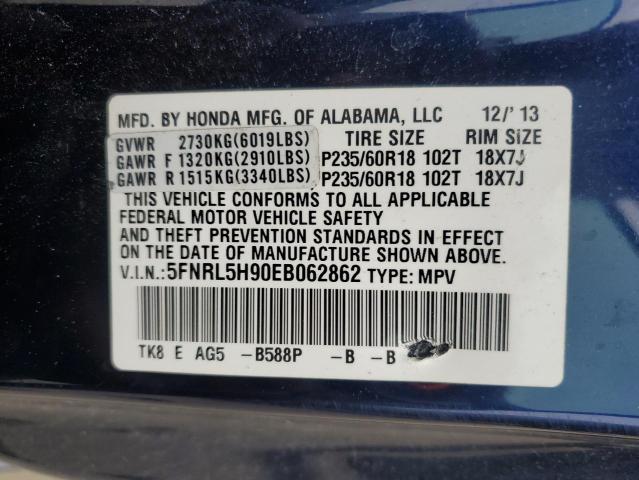 MFD. BY HONDA MFG. OF ALABAMA, LLC 12/'13
GVWR 2730KG(6019LBS) TIRE SIZE RIM SIZE
GAWR F 1320KG(2910LBS) P235/60R18 102T 18X7J
GAWR R 1515KG(3340LBS) P235/60R18 102T 18X7J
THIS VEHICLE CONFORMS TO ALL APPLICABLE
FEDERAL MOTOR VEHICLE SAFETY
AND THEFT PREVENTION STANDARDS IN EFFECT
ON THE DATE OF MANUFACTURE SHOWN ABOVE.
V.I.N.:5FNRL5H90EB062862 TYPE: MPV
TK8 E AG5 -B588P -B -B